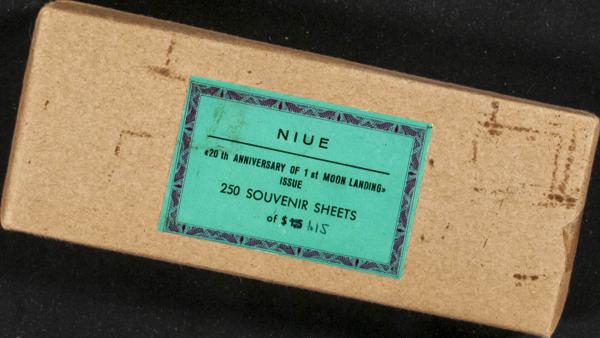 NIUE
«20 th ANNIVERSARY OF 1 st MOON LANDING»
ISSUE
250 SOUVENIR SHEETS
of $